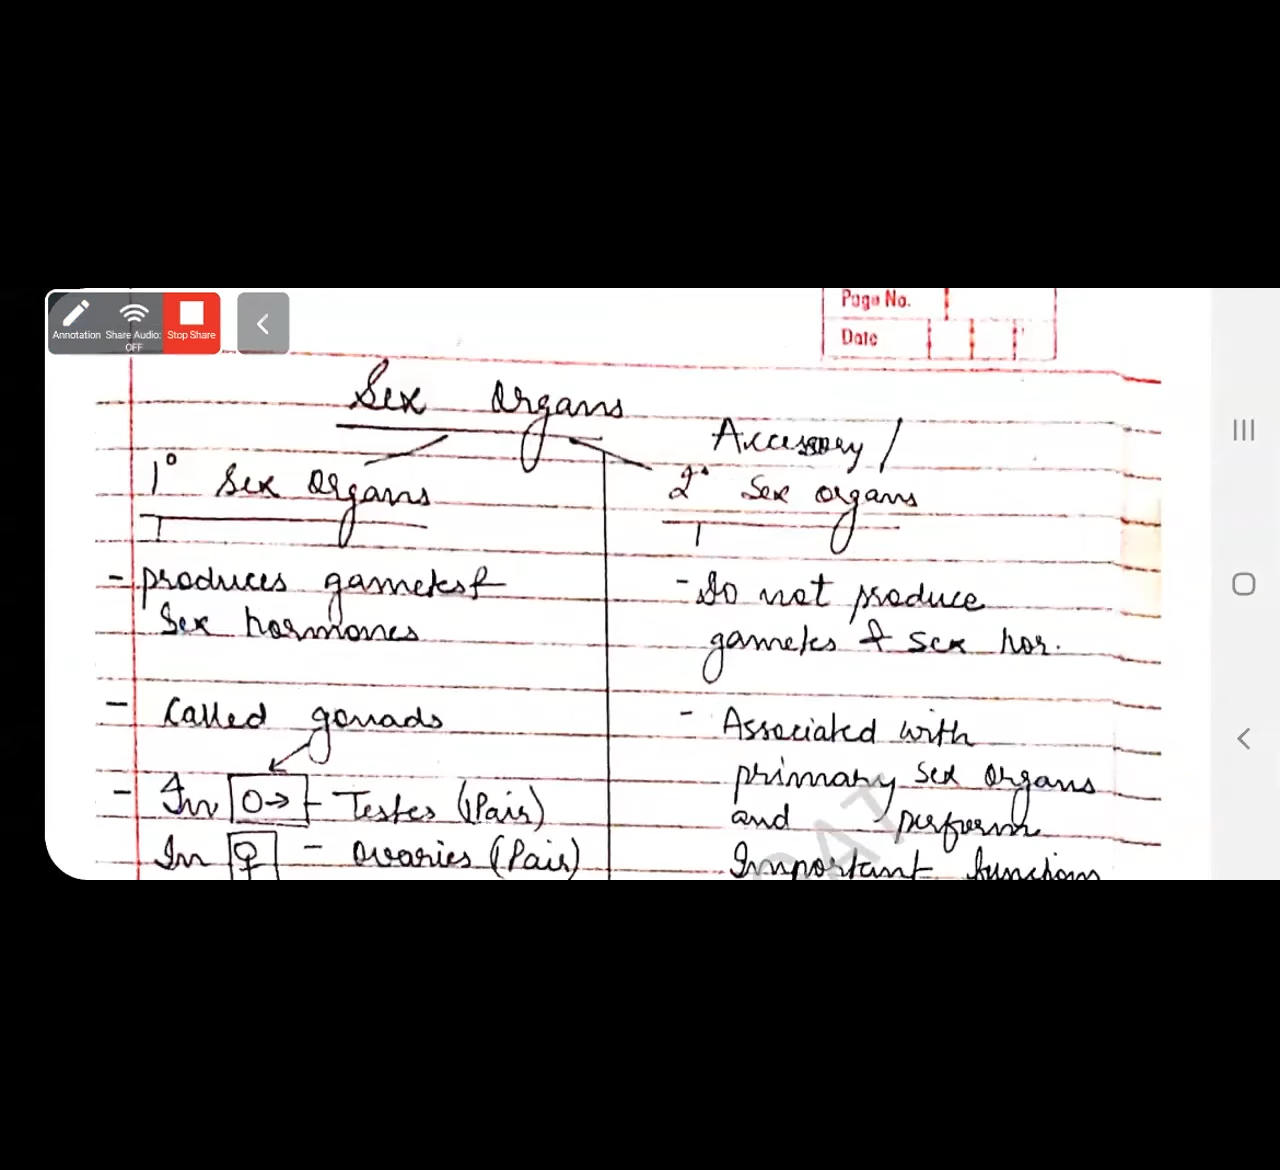 Annotation Share Audio: OFF Stop Share
Page No.
Date
Sex Organs
1° Sex Organs
- produces gametes &
Sex hormones
- Called gonads
- In ♂ - Testes (Pair)
In ♀ - Ovaries (Pair)
Accessory /
2° Sex organs
- Do not produce
gametes & sex hor.
- Associated with
primary sex organs
and perform
Important functions